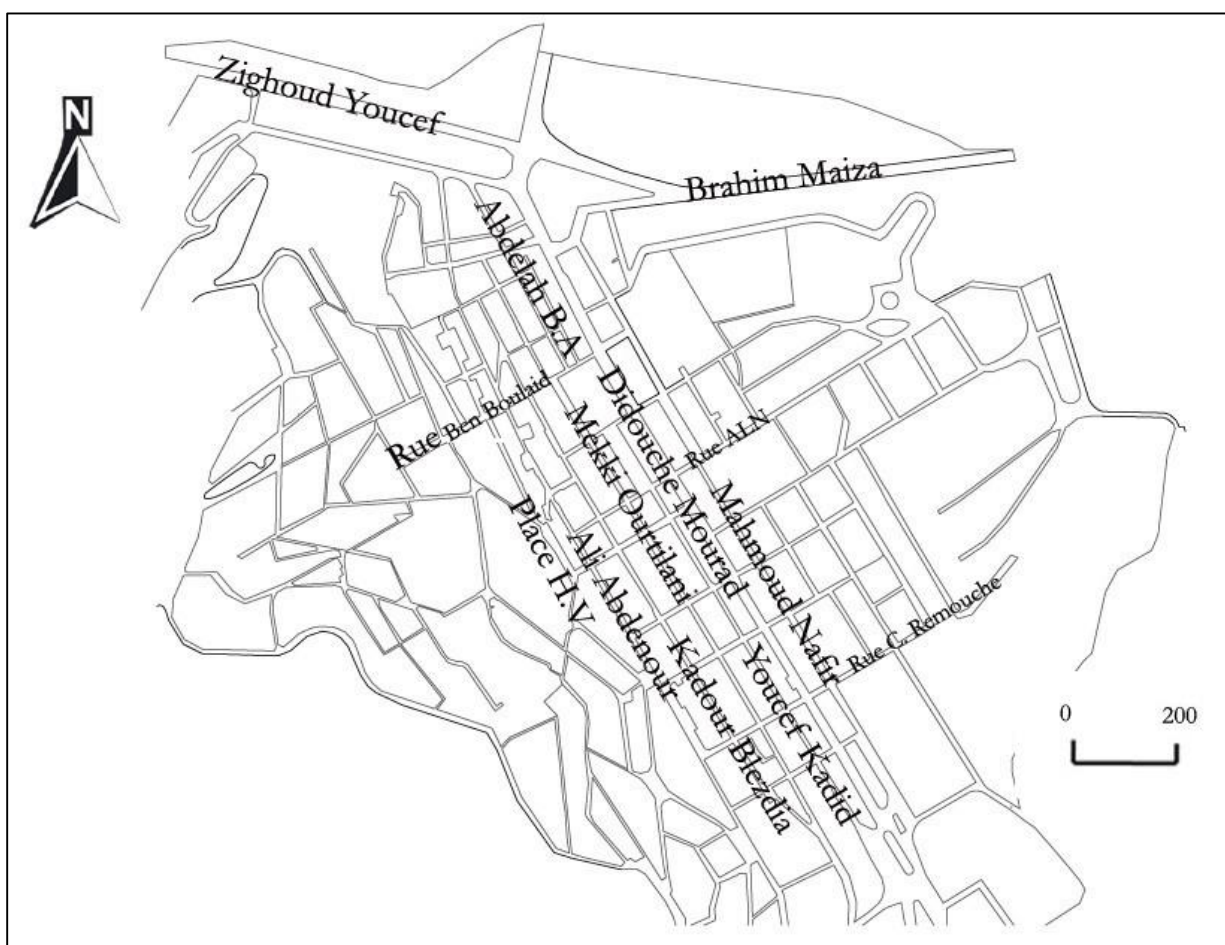 Zighoud Youcef
N
Brahim Maiza
Abdelah B.A
Rue Ben Boulaid
Didouche Mourad
Mekki Ourtilani
Rue ALN
Mahmoud Nafir
Place H.V
Ali Abdenour
Rue C. Remouche
Kadour Blezdia
Youcef Kadid
0 200